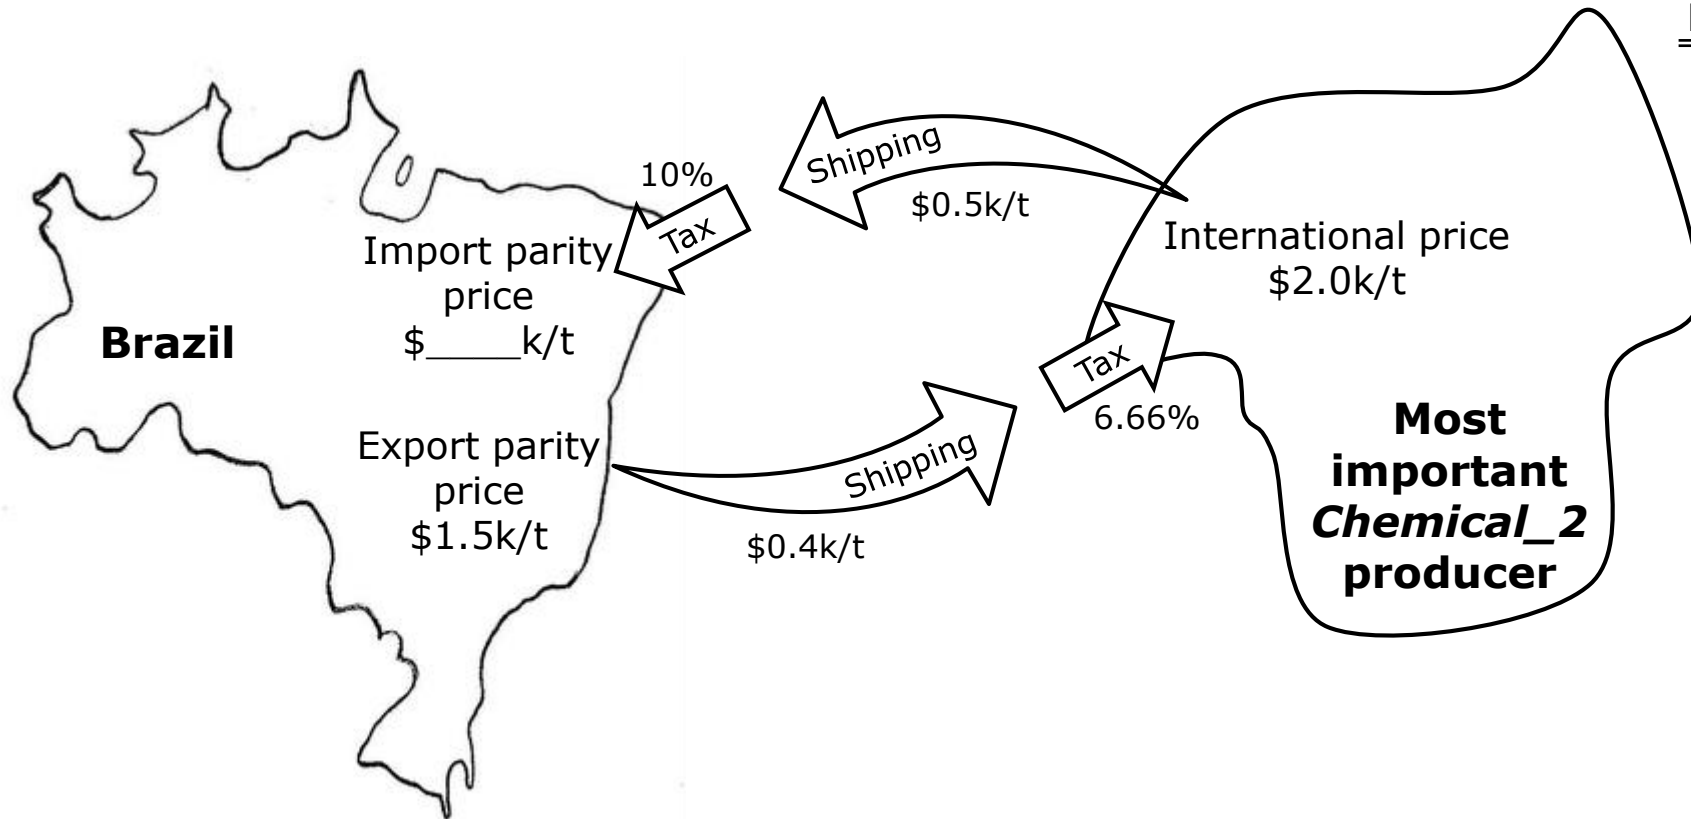 10%
Tax
Shipping
$0.5k/t
Import parity
price
$_____k/t
Brazil
Export parity
price
$1.5k/t
Shipping
$0.4k/t
Tax
6.66%
International price
$2.0k/t
Most
important
Chemical_2
producer